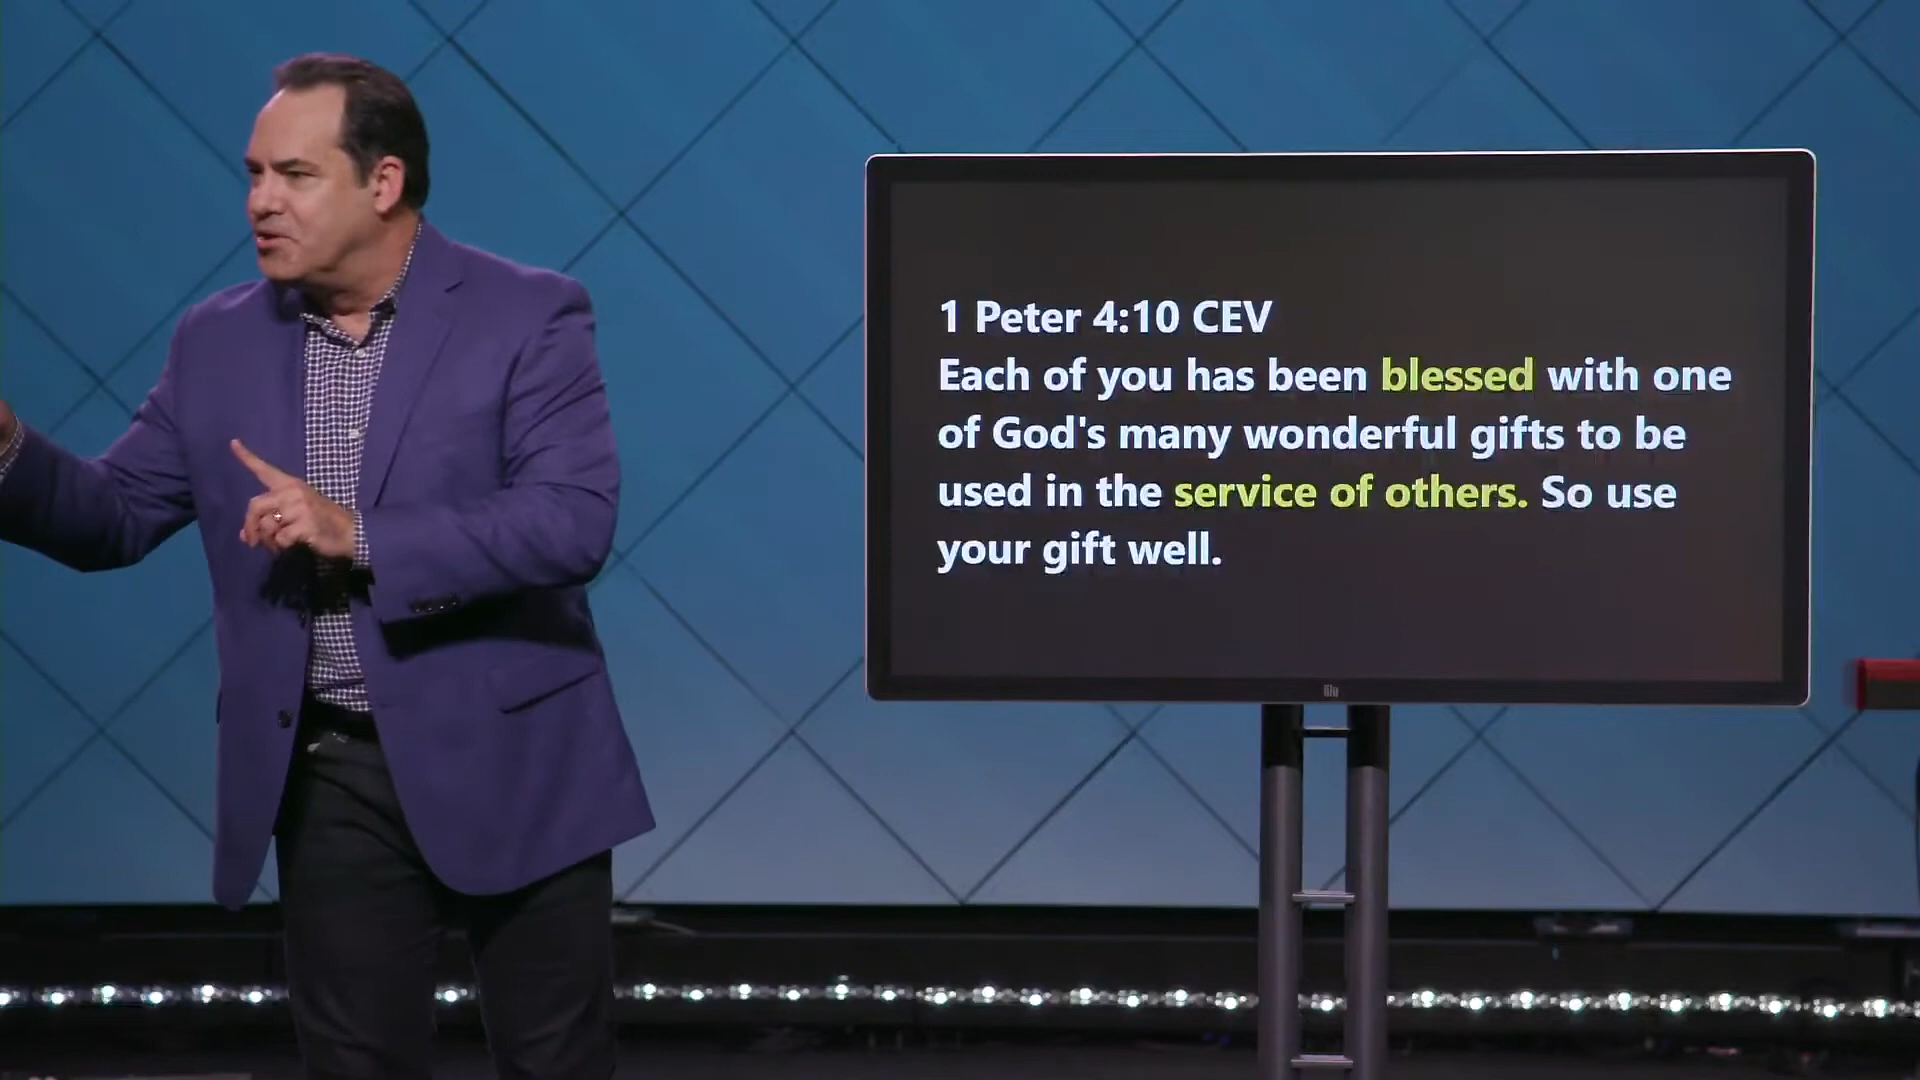 1 Peter 4:10 CEV
Each of you has been blessed with one
of God's many wonderful gifts to be
used in the service of others. So use
your gift well.
elo